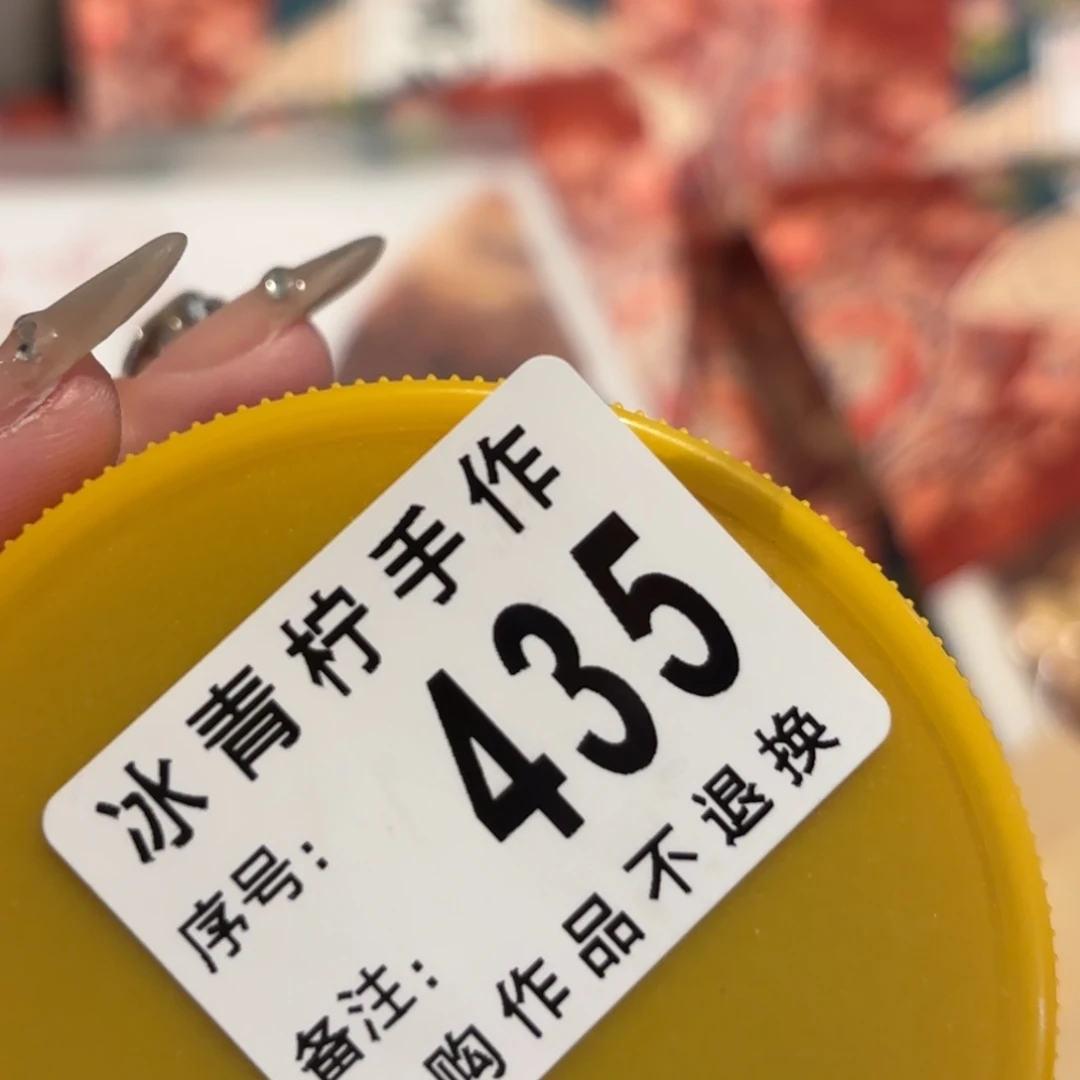 冰青柠手作
序号：435
备注：
购作品不退换